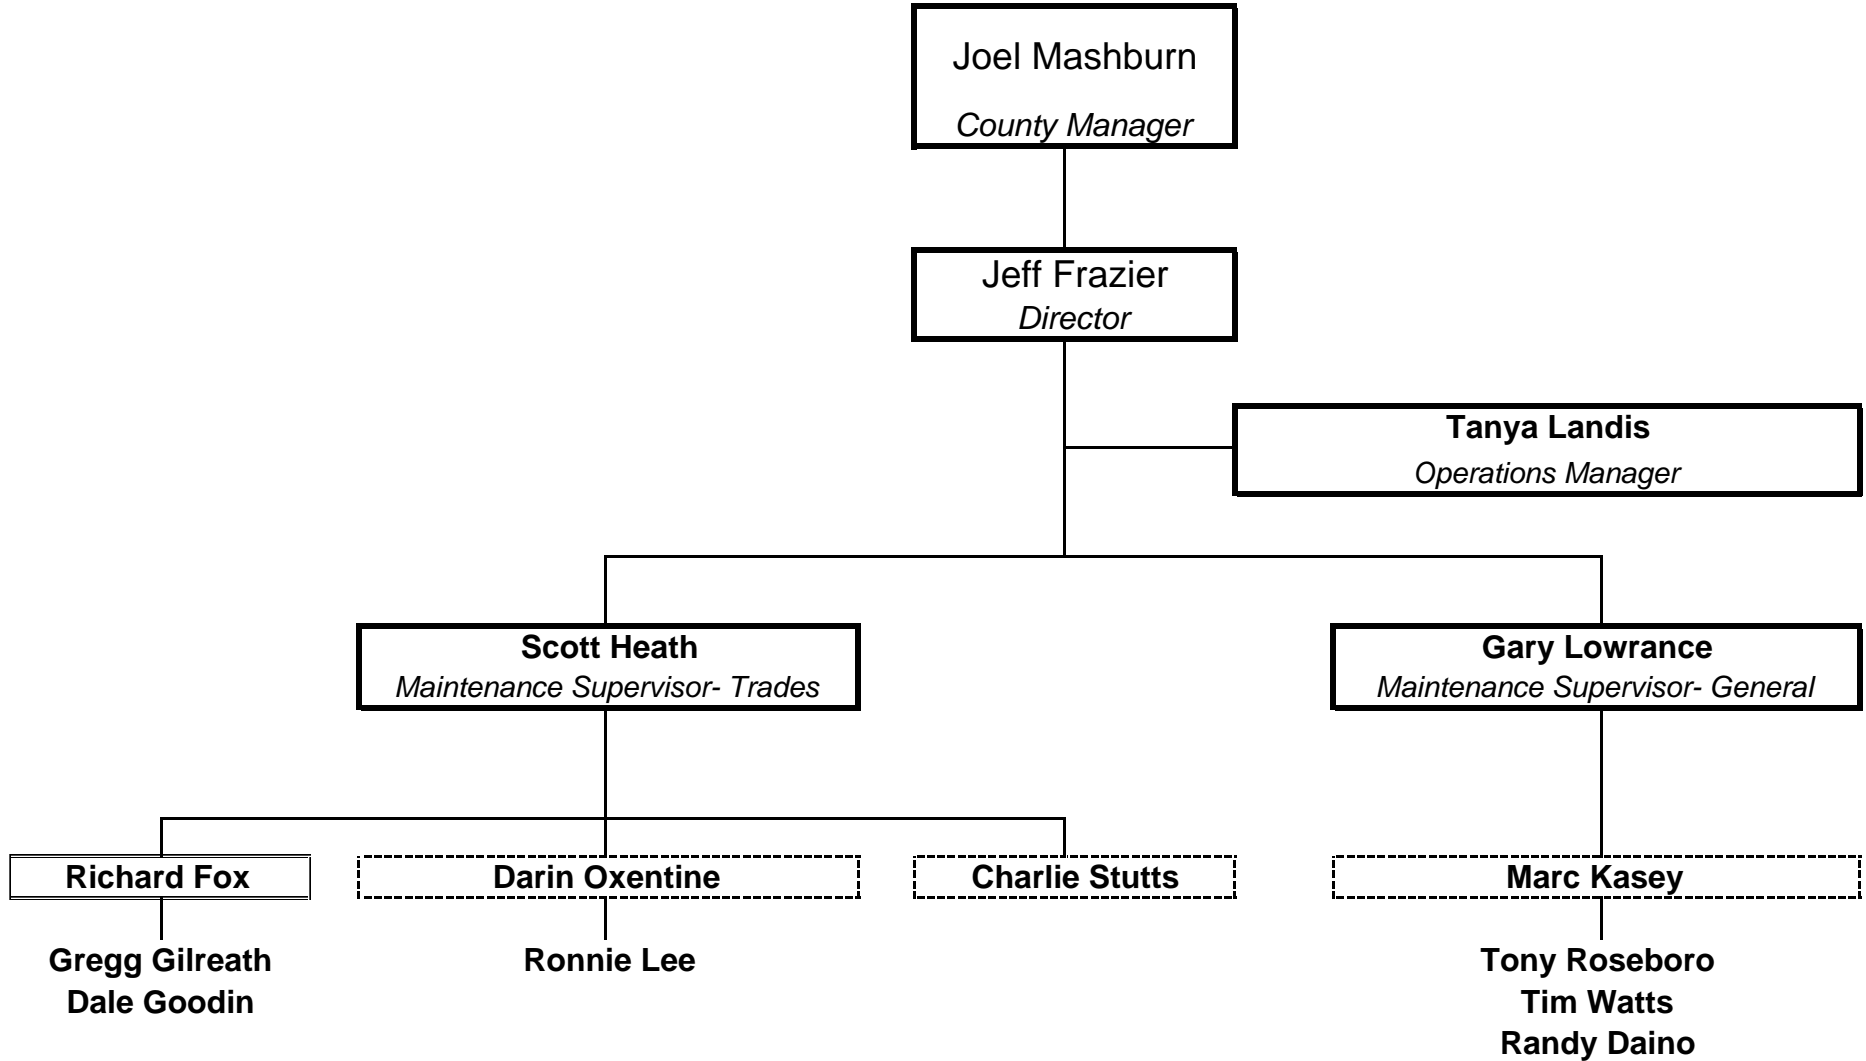 Joel Mashburn
County Manager
Jeff Frazier
Director
Tanya Landis
Operations Manager
Scott Heath
Maintenance Supervisor- Trades
Gary Lowrance
Maintenance Supervisor- General
Richard Fox
Darin Oxentine
Charlie Stutts
Marc Kasey
Gregg Gilreath
Dale Goodin
Ronnie Lee
Tony Roseboro
Tim Watts
Randy Daino